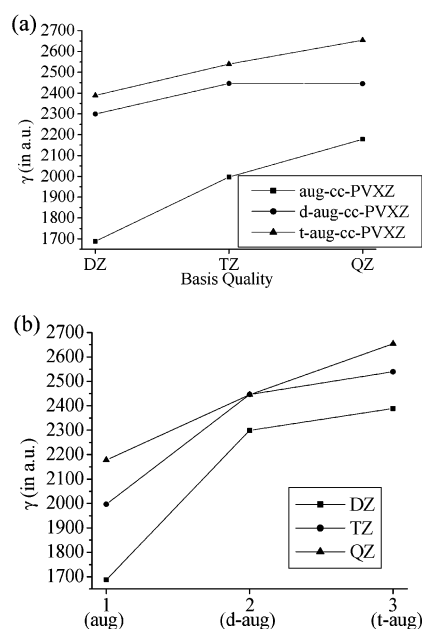 (a)
2700
2600
2500
2400
2300
2200
2100
2000
1900
1800
1700
γ (in a.u.)
aug-cc-PVXZ
d-aug-cc-PVXZ
t-aug-cc-PVXZ
DZ TZ QZ
Basis Quality
(b)
2700
2600
2500
2400
2300
2200
2100
2000
1900
1800
1700
γ (in a.u.)
DZ
TZ
QZ
1 2 3
(aug) (d-aug) (t-aug)